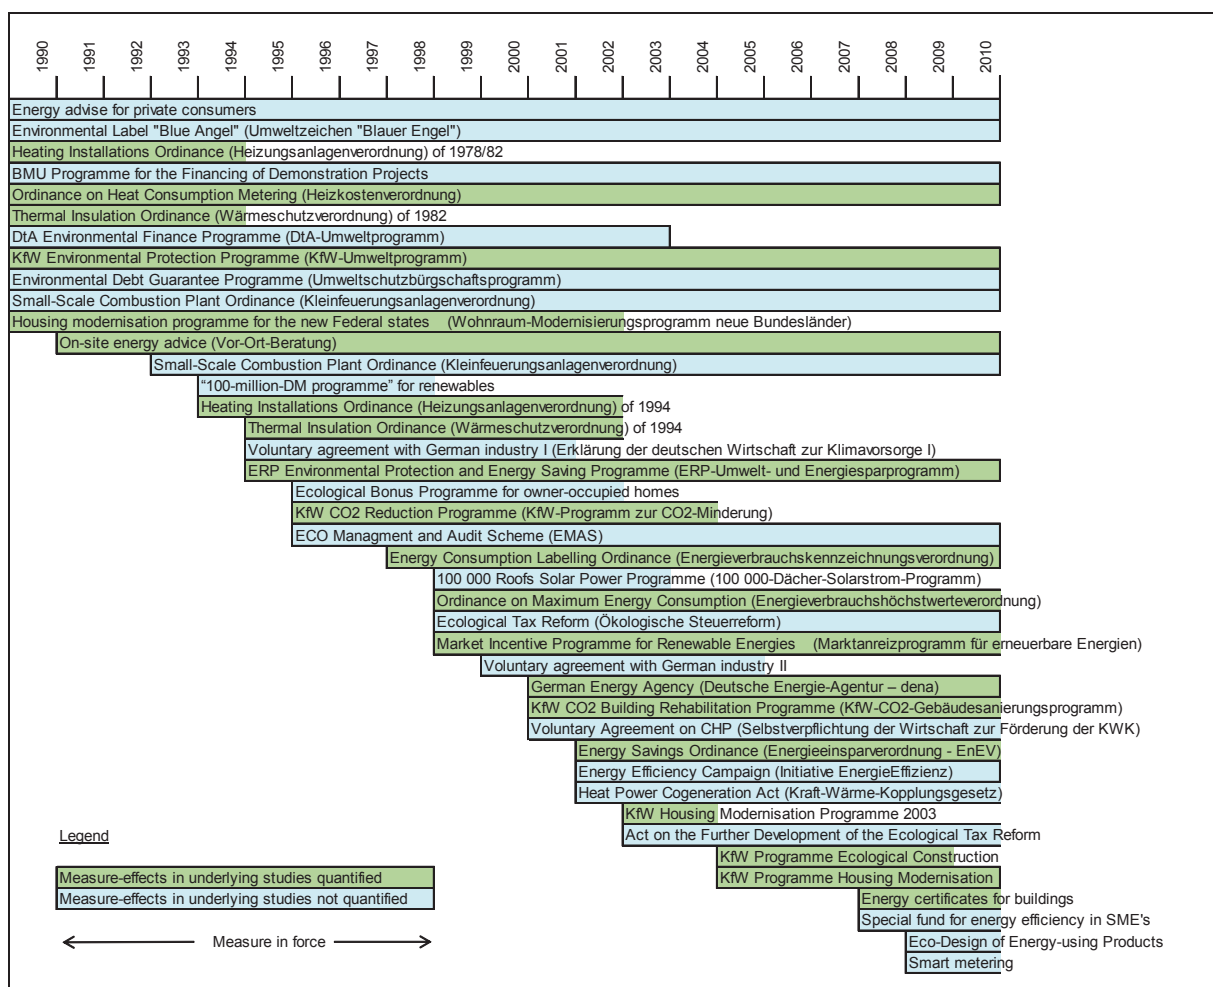 1990
1991
1992
1993
1994
1995
1996
1997
1998
1999
2000
2001
2002
2003
2004
2005
2006
2007
2008
2009
2010
Energy advise for private consumers
Environmental Label "Blue Angel" (Umweltzeichen "Blauer Engel")
Heating Installations Ordinance (Heizungsanlagenverordnung) of 1978/82
BMU Programme for the Financing of Demonstration Projects
Ordinance on Heat Consumption Metering (Heizkostenverordnung)
Thermal Insulation Ordinance (Wärmeschutzverordnung) of 1982
DtA Environmental Finance Programme (DtA-Umweltprogramm)
KfW Environmental Protection Programme (KfW-Umweltprogramm)
Environmental Debt Guarantee Programme (Umweltschutzbürgschaftsprogramm)
Small-Scale Combustion Plant Ordinance (Kleinfeuerungsanlagenverordnung)
Housing modernisation programme for the new Federal states (Wohnraum-Modernisierungsprogramm neue Bundesländer)
On-site energy advice (Vor-Ort-Beratung)
Small-Scale Combustion Plant Ordinance (Kleinfeuerungsanlagenverordnung)
“100-million-DM programme” for renewables
Heating Installations Ordinance (Heizungsanlagenverordnung) of 1994
Thermal Insulation Ordinance (Wärmeschutzverordnung) of 1994
Voluntary agreement with German industry I (Erklärung der deutschen Wirtschaft zur Klimavorsorge I)
ERP Environmental Protection and Energy Saving Programme (ERP-Umwelt- und Energiesparprogramm)
Ecological Bonus Programme for owner-occupied homes
KfW CO2 Reduction Programme (KfW-Programm zur CO2-Minderung)
ECO Managment and Audit Scheme (EMAS)
Energy Consumption Labelling Ordinance (Energieverbrauchskennzeichnungsverordnung)
100 000 Roofs Solar Power Programme (100 000-Dächer-Solarstrom-Programm)
Ordinance on Maximum Energy Consumption (Energieverbrauchshöchstwerteverordnung)
Ecological Tax Reform (Ökologische Steuerreform)
Market Incentive Programme for Renewable Energies (Marktanreizprogramm für erneuerbare Energien)
Voluntary agreement with German industry II
German Energy Agency (Deutsche Energie-Agentur – dena)
KfW CO2 Building Rehabilitation Programme (KfW-CO2-Gebäudesanierungsprogramm)
Voluntary Agreement on CHP (Selbstverpflichtung der Wirtschaft zur Förderung der KWK)
Energy Savings Ordinance (Energieeinsparverordnung - EnEV)
Energy Efficiency Campaign (Initiative EnergieEffizienz)
Heat Power Cogeneration Act (Kraft-Wärme-Kopplungsgesetz)
KfW Housing Modernisation Programme 2003
Act on the Further Development of the Ecological Tax Reform
KfW Programme Ecological Construction
KfW Programme Housing Modernisation
Energy certificates for buildings
Special fund for energy efficiency in SME's
Eco-Design of Energy-using Products
Smart metering
Legend
Measure-effects in underlying studies quantified
Measure-effects in underlying studies not quantified
Measure in force